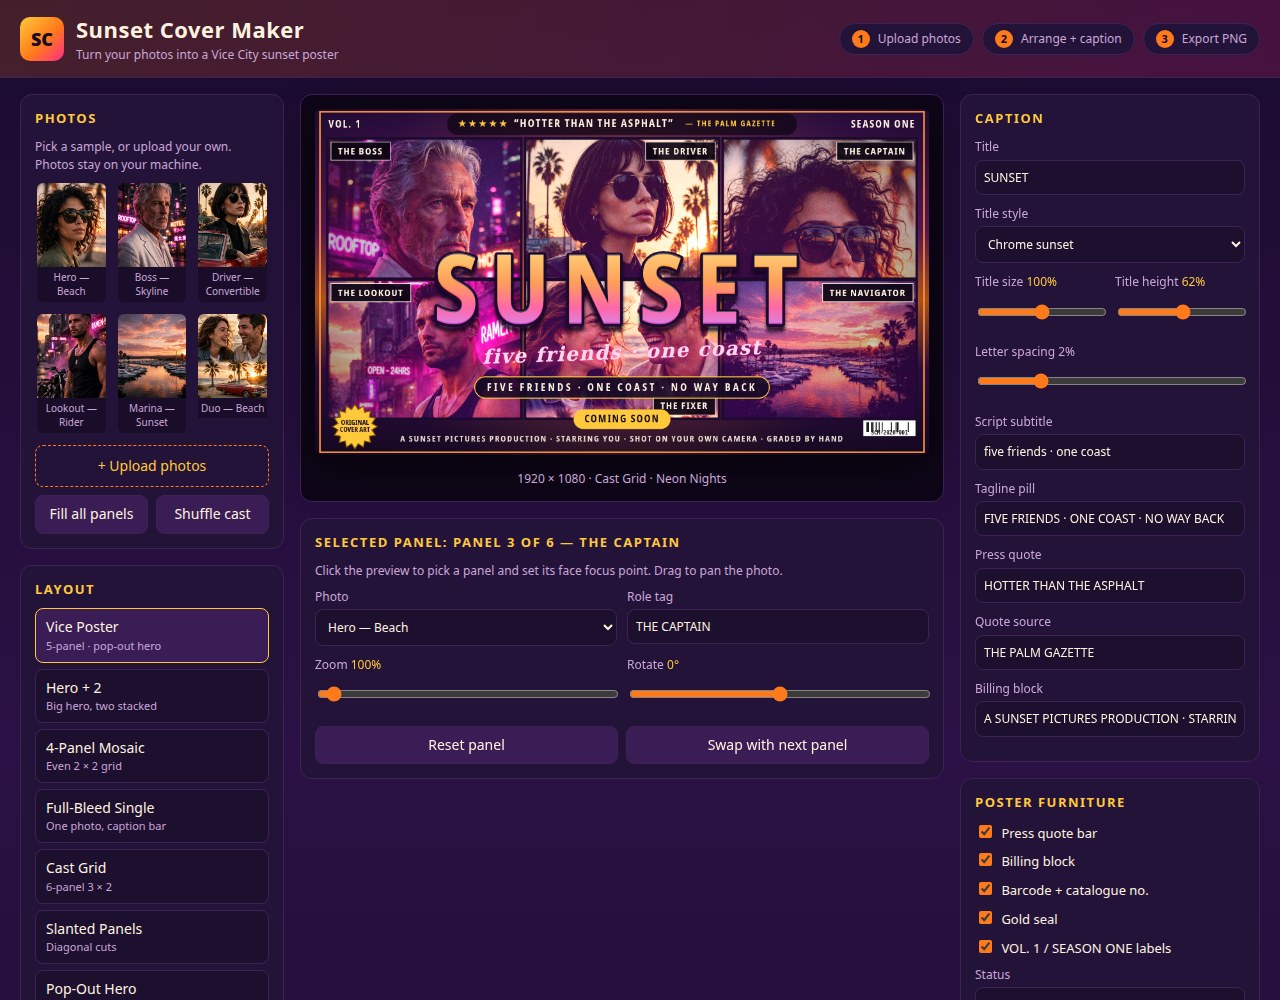 SC
Sunset Cover Maker
Turn your photos into a Vice City sunset poster
1 Upload photos
2 Arrange + caption
3 Export PNG
PHOTOS
Pick a sample, or upload your own.
Photos stay on your machine.
Hero —
Beach
Boss —
Skyline
Driver —
Convertible
Lookout —
Rider
Marina —
Sunset
Duo — Beach
+ Upload photos
Fill all panels
Shuffle cast
LAYOUT
Vice Poster
5-panel · pop-out hero
Hero + 2
Big hero, two stacked
4-Panel Mosaic
Even 2 × 2 grid
Full-Bleed Single
One photo, caption bar
Cast Grid
6-panel 3 × 2
Slanted Panels
Diagonal cuts
Pop-Out Hero
VOL. 1
★★★★★ “HOTTER THAN THE ASPHALT” — THE PALM GAZETTE
SEASON ONE
THE BOSS
THE DRIVER
THE CAPTAIN
ROOFTOP
THE LOOKOUT
THE NAVIGATOR
SUNSET
OPEN - 24HRS
five friends · one coast
FIVE FRIENDS · ONE COAST · NO WAY BACK
THE FIXER
COMING SOON
ORIGINAL
COVER ART
A SUNSET PICTURES PRODUCTION · STARRING YOU · SHOT ON YOUR OWN CAMERA · GRADED BY HAND
1920 × 1080 · Cast Grid · Neon Nights
SELECTED PANEL: PANEL 3 OF 6 — THE CAPTAIN
Click the preview to pick a panel and set its face focus point. Drag to pan the photo.
Photo
Hero — Beach
Role tag
THE CAPTAIN
Zoom 100%
Rotate 0°
Reset panel
Swap with next panel
CAPTION
Title
SUNSET
Title style
Chrome sunset
Title size 100%
Title height 62%
Letter spacing 2%
Script subtitle
five friends · one coast
Tagline pill
FIVE FRIENDS · ONE COAST · NO WAY BACK
Press quote
HOTTER THAN THE ASPHALT
Quote source
THE PALM GAZETTE
Billing block
A SUNSET PICTURES PRODUCTION · STARRIN
POSTER FURNITURE
Press quote bar
Billing block
Barcode + catalogue no.
Gold seal
VOL. 1 / SEASON ONE labels
Status